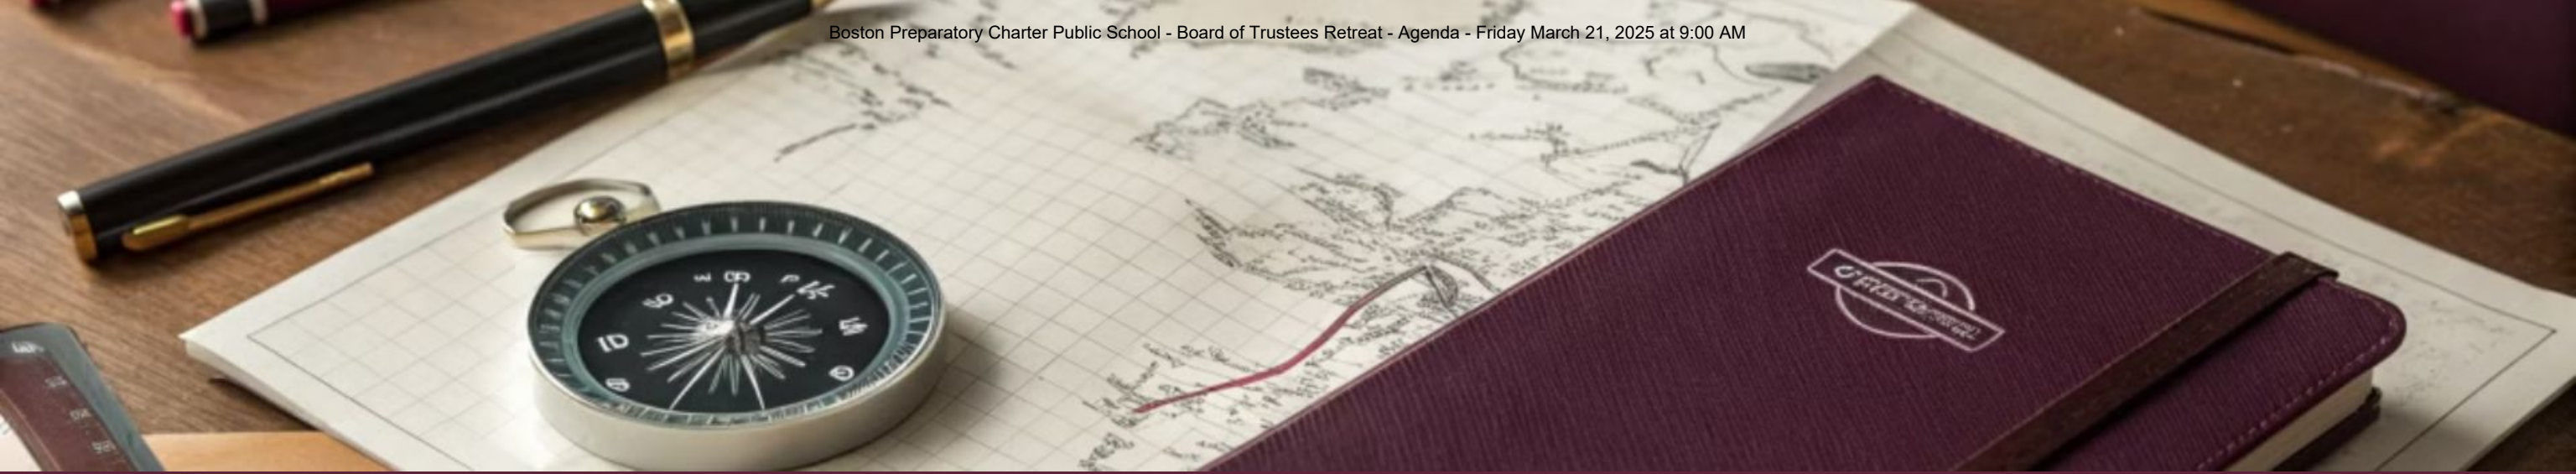 Boston Preparatory Charter Public School - Board of Trustees Retreat - Agenda - Friday March 21, 2025 at 9:00 AM